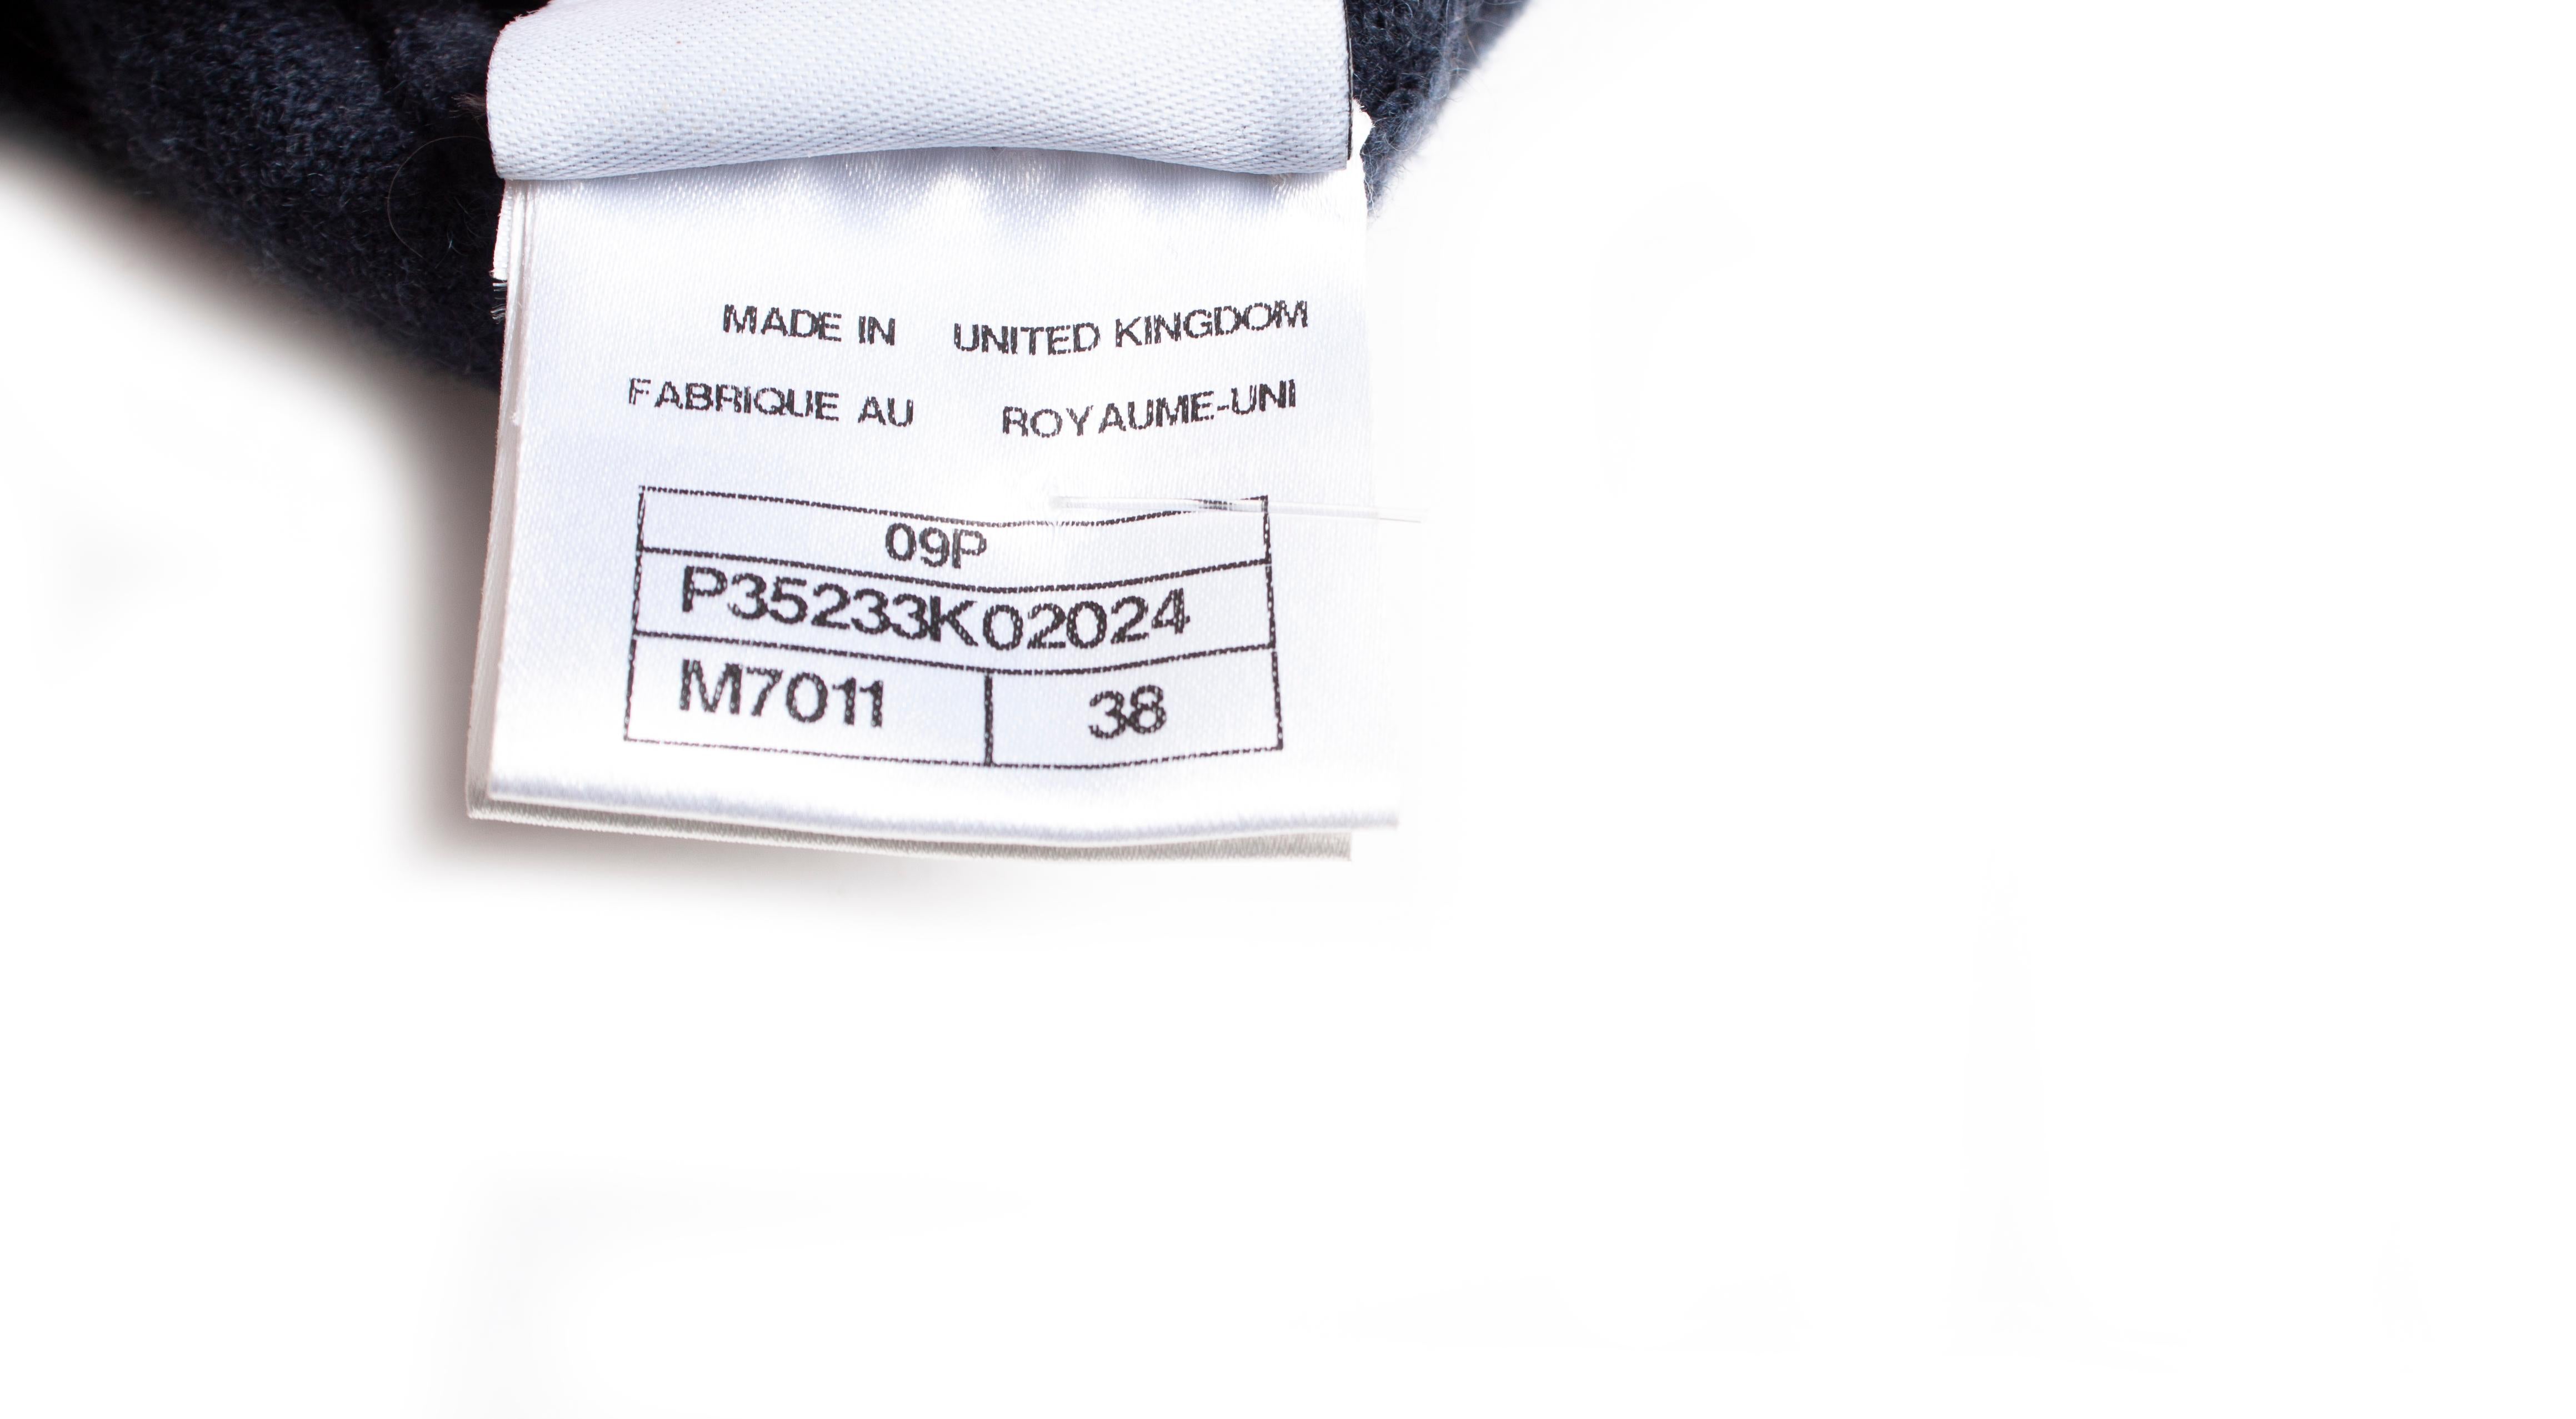 MADE IN UNITED KINGDOM
FABRIQUE AU ROYAUME-UNI
09P
P35233K02024
M7011 38